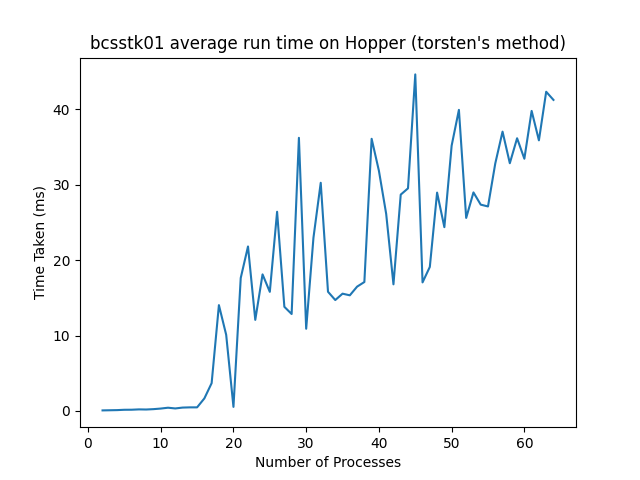 bcsstk01 average run time on Hopper (torsten's method)
40
30
20
10
0
Time Taken (ms)
0 10 20 30 40 50 60
Number of Processes